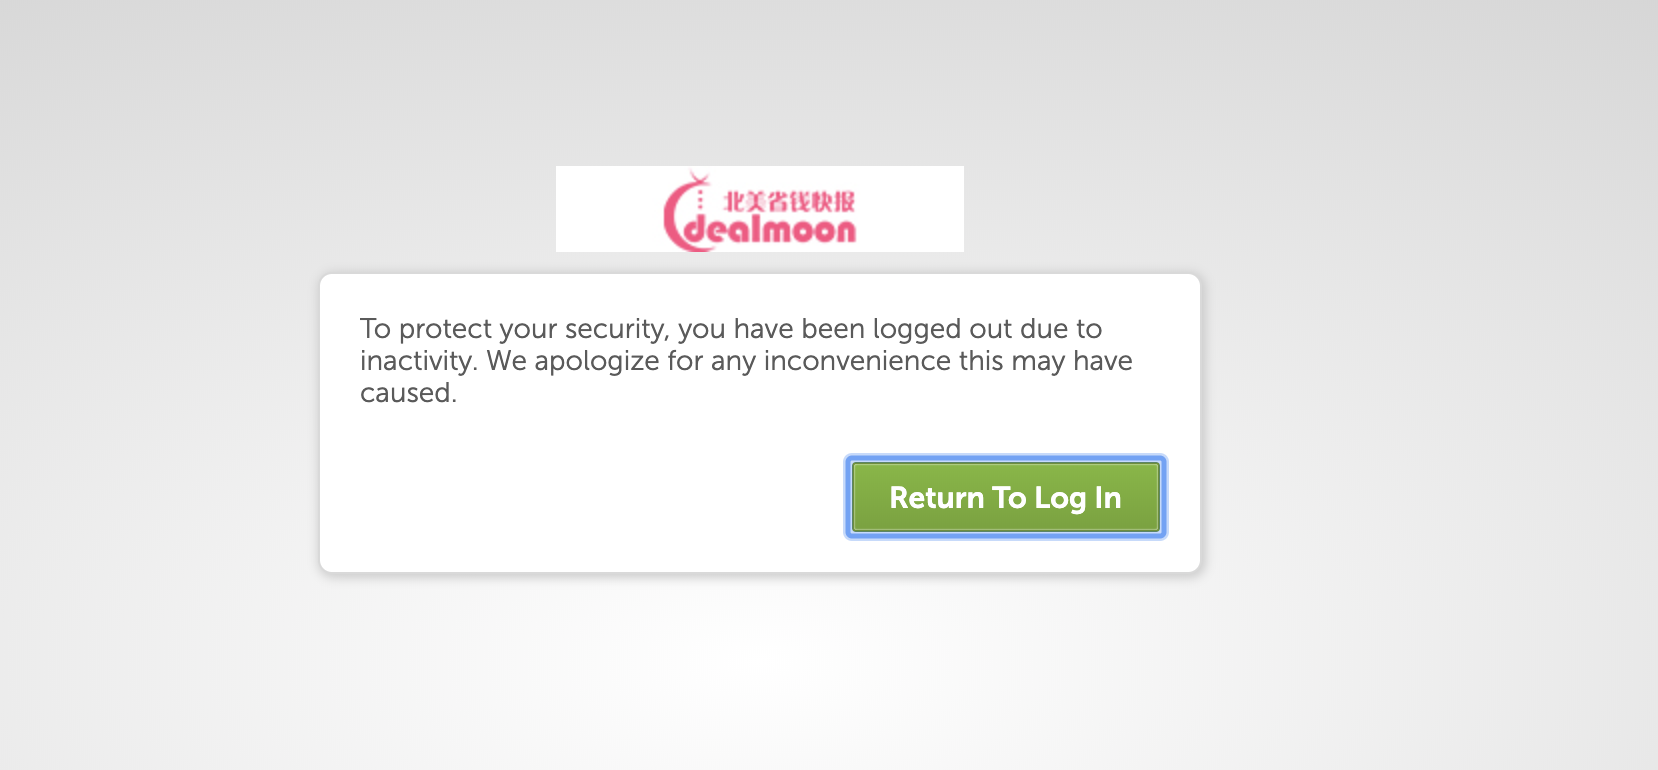 北美省钱快报
dealmoon
To protect your security, you have been logged out due to
inactivity. We apologize for any inconvenience this may have
caused.
Return To Log In